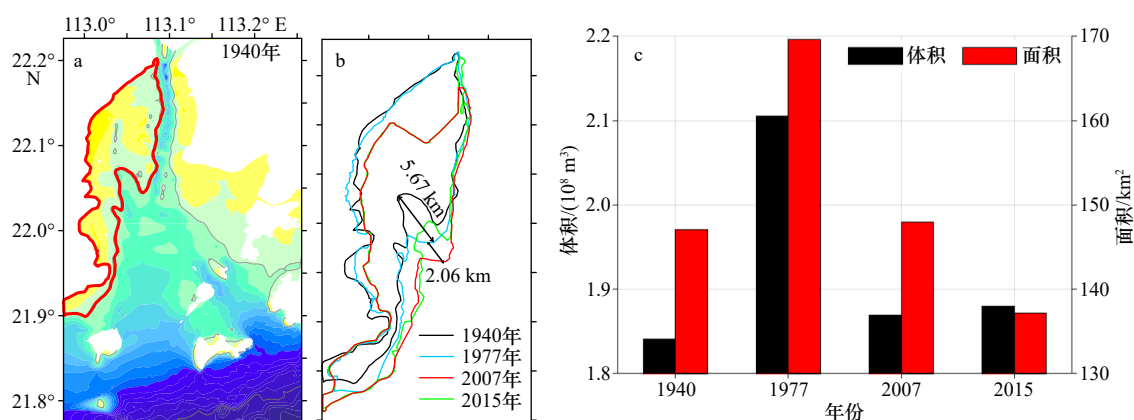 113.0° 113.1° 113.2° E
22.2°
N
22.1°
22.0°
21.9°
21.8°
a
1940年
b
5.67 km
2.06 km
1940年
1977年
2007年
2015年
c
体积
面积
2.2
2.1
2.0
1.9
1.8
体积/(10⁸ m³)
170
160
150
140
130
面积/km²
1940 1977 2007 2015
年份